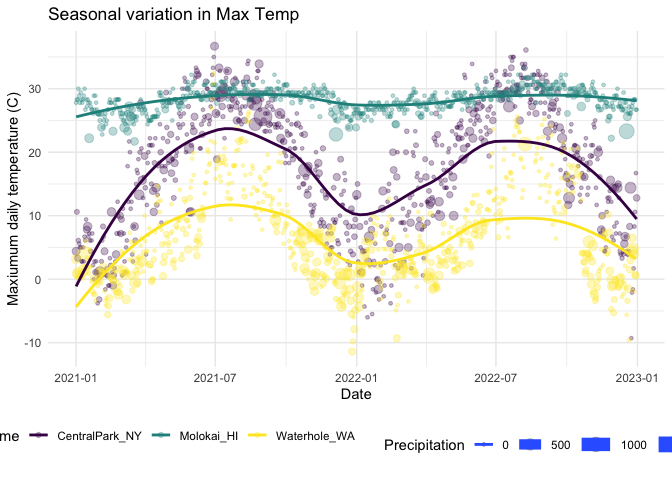 Seasonal variation in Max Temp
Maxiumum daily temperature (C)
30
20
10
0
-10
2021-01 2021-07 2022-01 2022-07 2023-01
Date
me CentralPark_NY Molokai_HI Waterhole_WA
Precipitation 0 500 1000